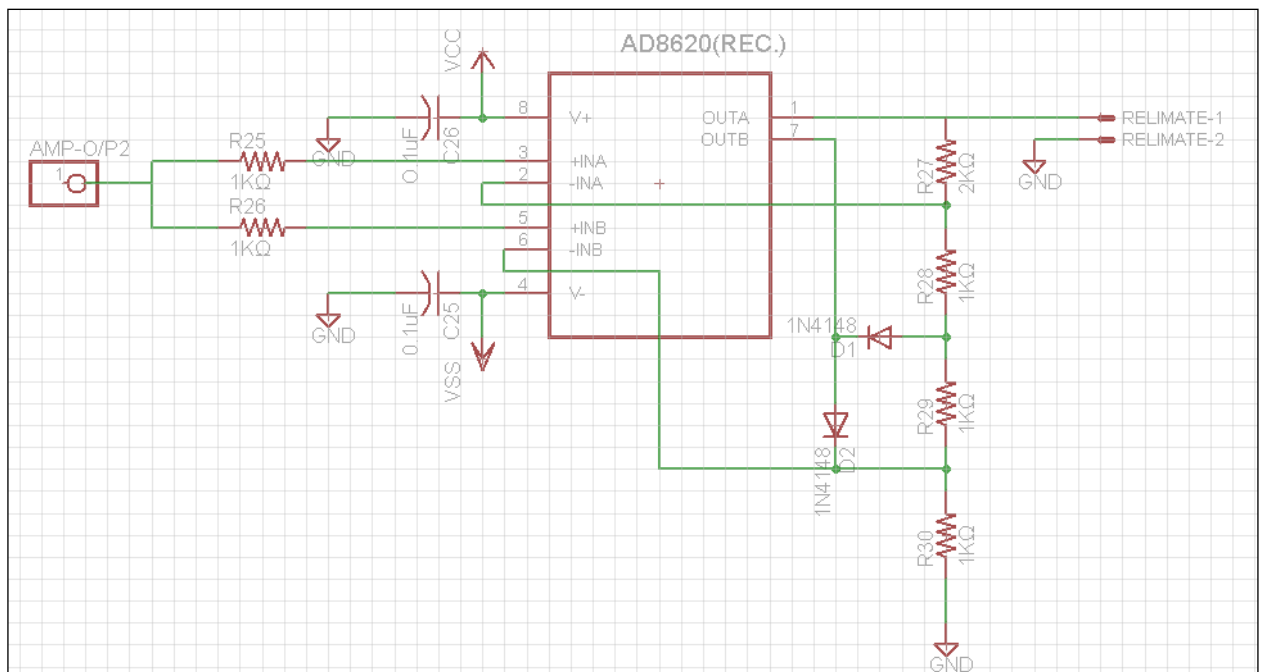 AD8620(REC.)
VCC
8
V+
OUTA
1
RELIMATE-1
OUTB
7
RELIMATE-2
GND
0.1uF
C26
AMP-O/P2
1
R25
1KΩ
3
+INA
2
-INA
R27
2KΩ
GND
R26
1KΩ
5
+INB
6
-INB
R28
1KΩ
4
V-
GND
0.1uF
C25
VSS
1N4148
D1
R29
1KΩ
1N4148
D2
R30
1KΩ
GND